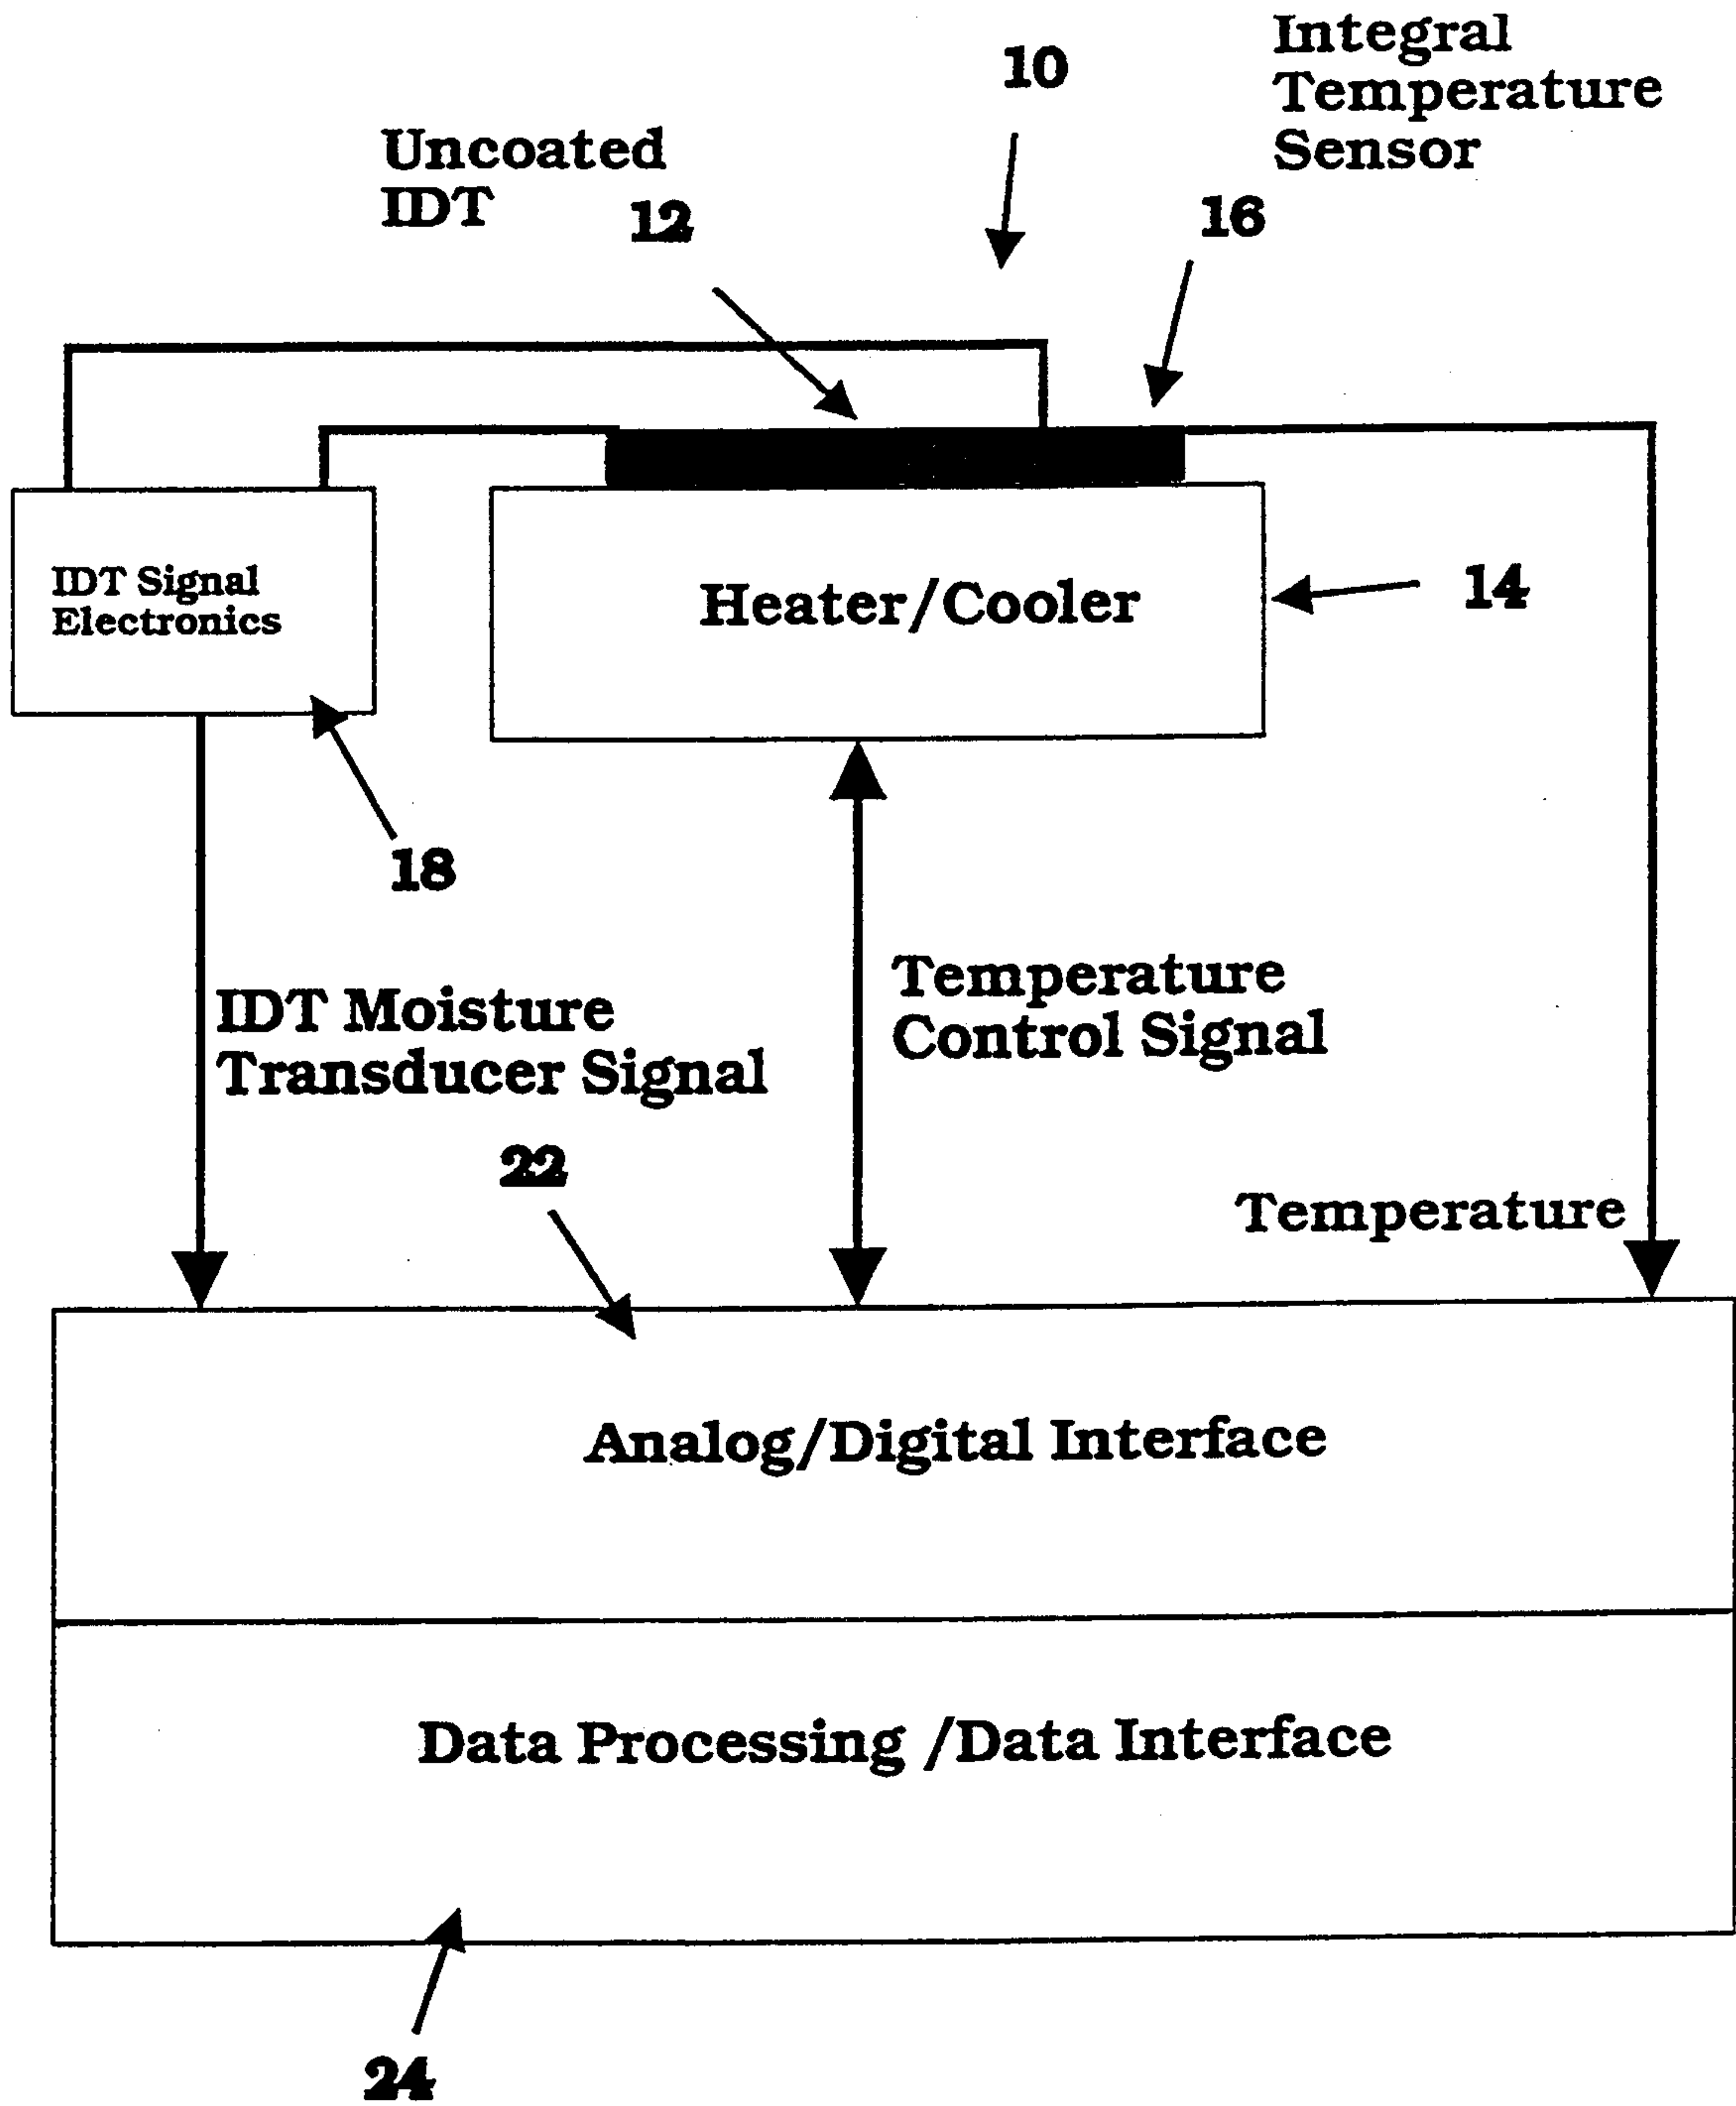 10
Integral
Temperature
Sensor
Uncoated
IDT
12
16
IDT Signal
Electronics
Heater/Cooler
14
18
IDT Moisture
Transducer Signal
Temperature
Control Signal
22
Temperature
Analog/Digital Interface
Data Processing /Data Interface
24